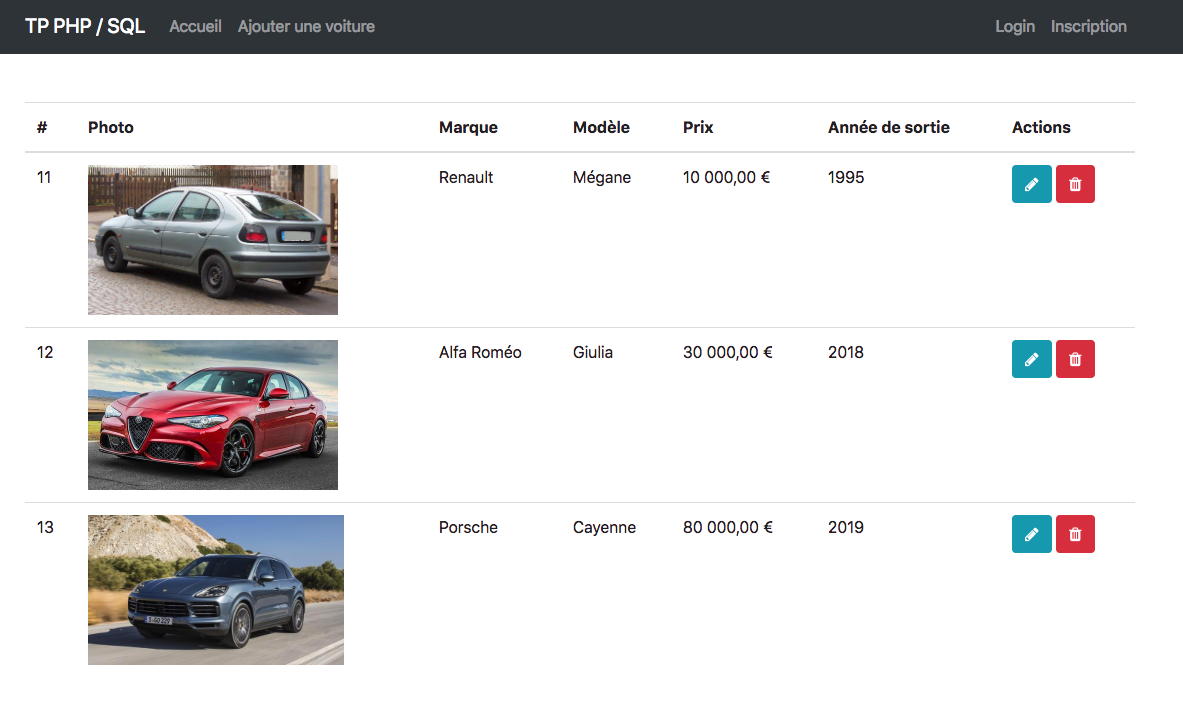 TP PHP / SQL Accueil Ajouter une voiture Login Inscription
# Photo Marque Modèle Prix Année de sortie Actions
11 Renault Mégane 10 000,00 € 1995
12 Alfa Roméo Giulia 30 000,00 € 2018
13 Porsche Cayenne 80 000,00 € 2019